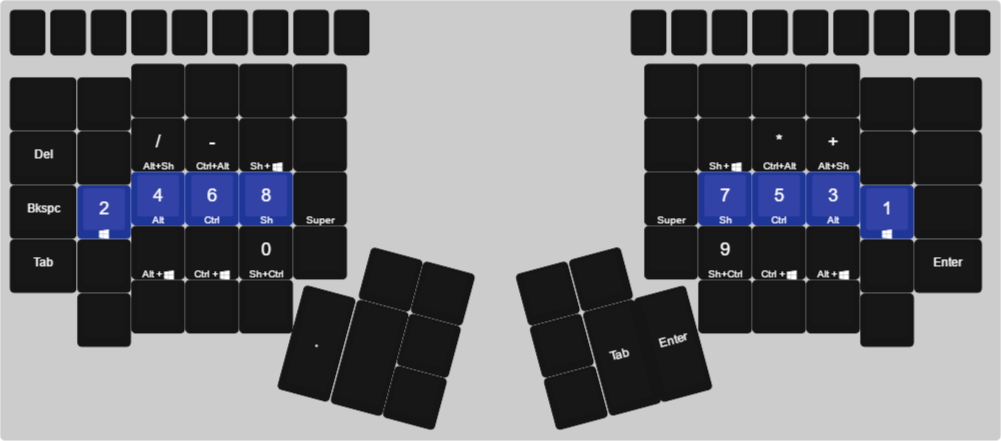 / - * +
Del Alt+Sh Ctrl+Alt Sh+ Sh+ Ctrl+Alt Alt+Sh
Bkspc 2 4 6 8 7 5 3 1
Alt Ctrl Sh Super Super Sh Ctrl Alt
Tab 0 9 Enter
Alt + Ctrl + Sh+Ctrl Sh+Ctrl Ctrl + Alt +
. Tab Enter